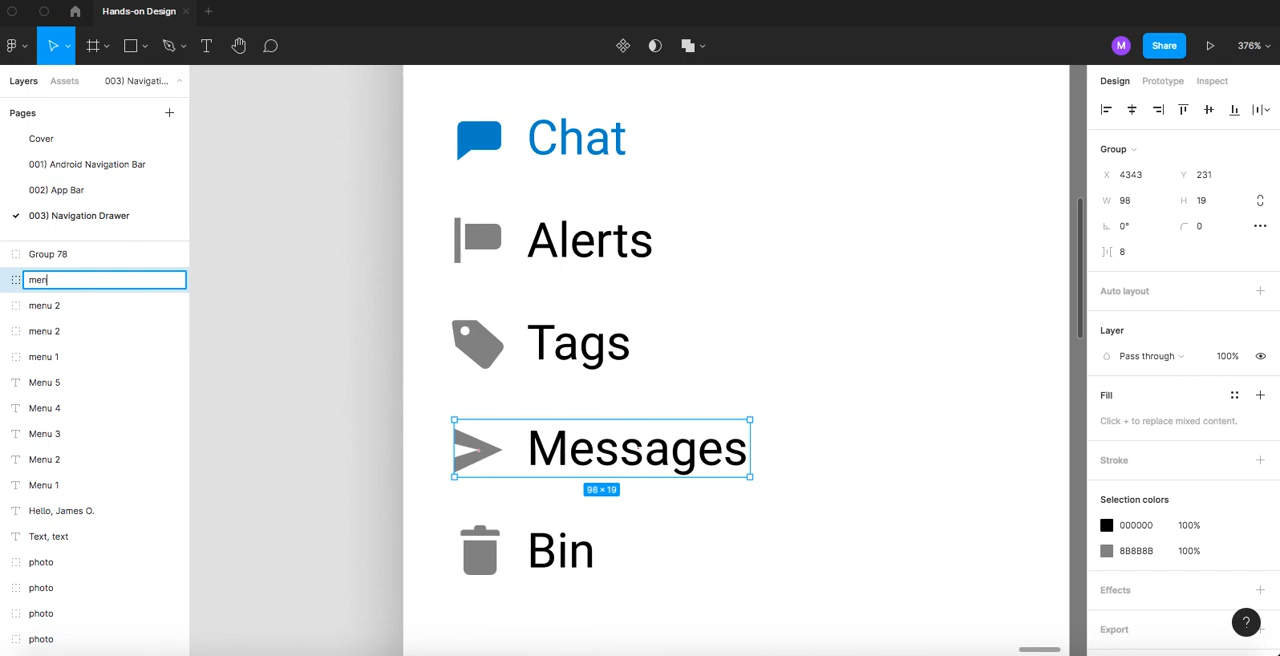 Hands-on Design
M
Share
376%
Layers
Assets
003) Navigati...
Design
Prototype
Inspect
Pages
Cover
001) Android Navigation Bar
002) App Bar
003) Navigation Drawer
Group 78
men
menu 2
menu 2
menu 1
Menu 5
Menu 4
Menu 3
Menu 2
Menu 1
Hello, James O.
Text, text
photo
photo
photo
photo
Chat
Alerts
Tags
Messages
98 × 19
Bin
Group
X 4343 Y 231
W 98 H 19
0° 0
8
Auto layout
Layer
Pass through 100%
Fill
Click + to replace mixed content.
Stroke
Selection colors
000000 100%
8B8B8B 100%
Effects
Export
?